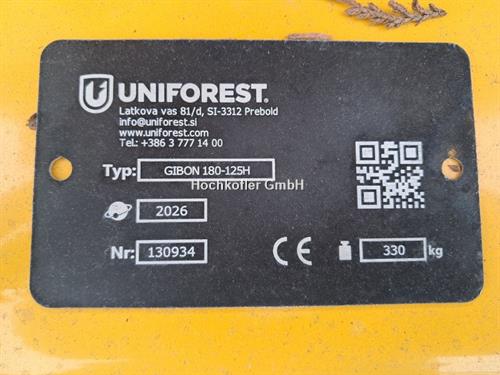 UNIFOREST.
Latkova vas 81/d, SI-3312 Prebold
info@uniforest.si
www.uniforest.com
Tel.: +386 3 777 14 00
Typ: GIBON 180-125H
Hochkofler GmbH
2026
Nr: 130934 CE 330 kg